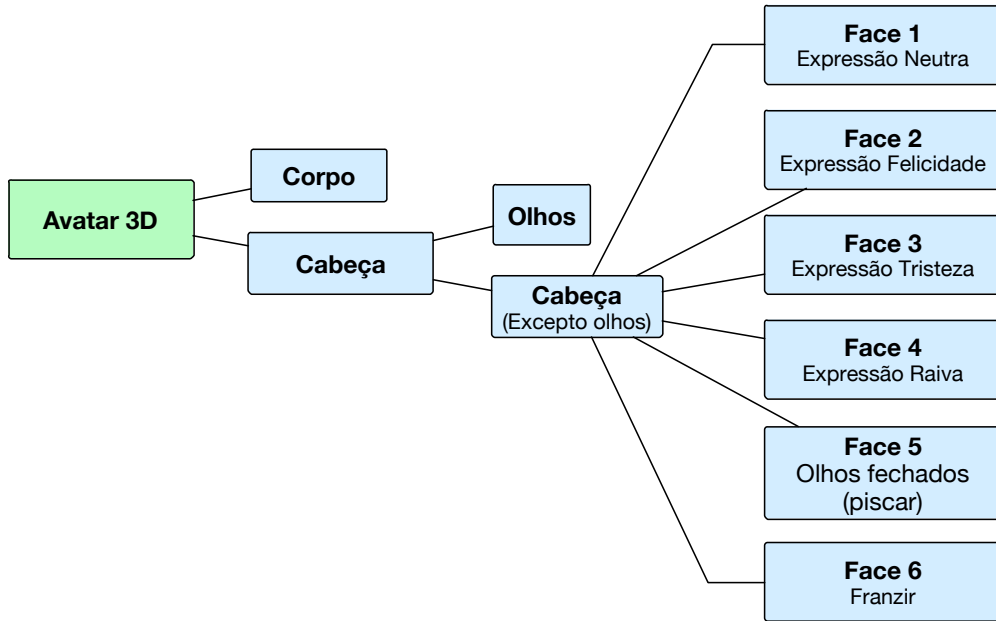 Avatar 3D
Corpo
Cabeça
Olhos
Cabeça
(Excepto olhos)
Face 1
Expressão Neutra
Face 2
Expressão Felicidade
Face 3
Expressão Tristeza
Face 4
Expressão Raiva
Face 5
Olhos fechados
(piscar)
Face 6
Franzir